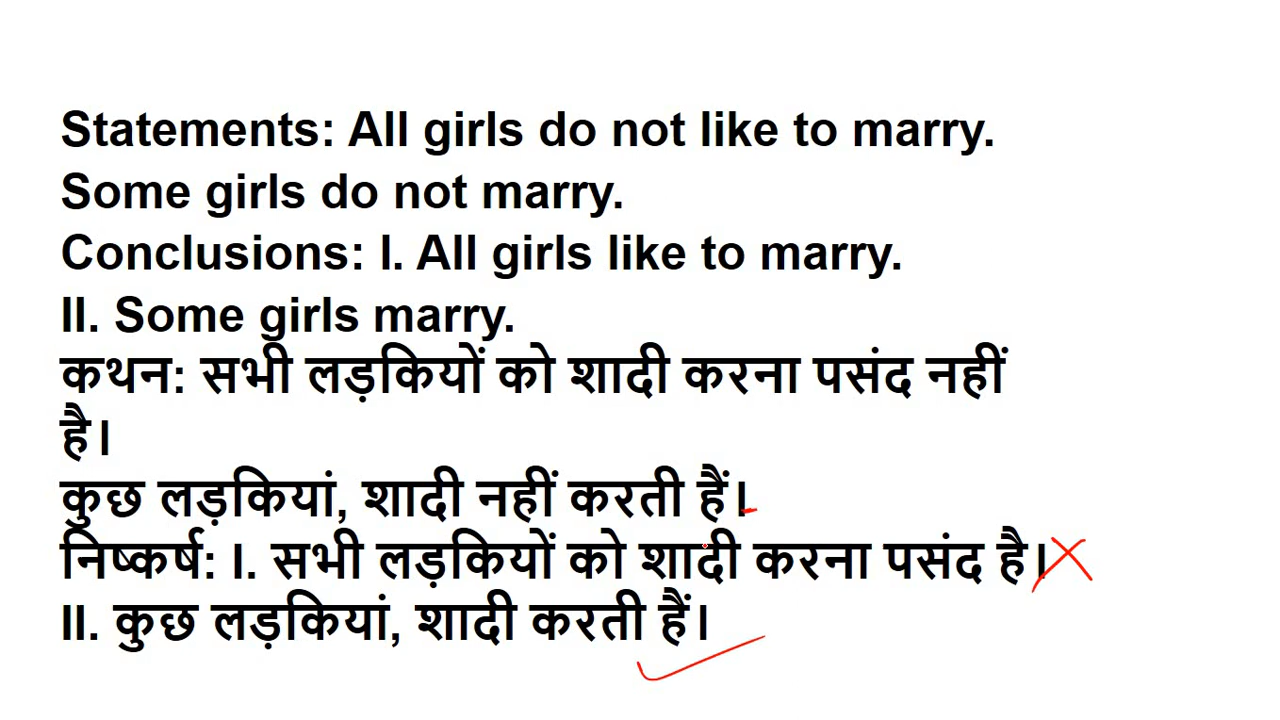 Statements: All girls do not like to marry.
Some girls do not marry.
Conclusions: I. All girls like to marry.
II. Some girls marry.
कथन: सभी लड़कियों को शादी करना पसंद नहीं
है।
कुछ लड़कियां, शादी नहीं करती हैं।
निष्कर्ष: I. सभी लड़कियों को शादी करना पसंद है।
II. कुछ लड़कियां, शादी करती हैं।